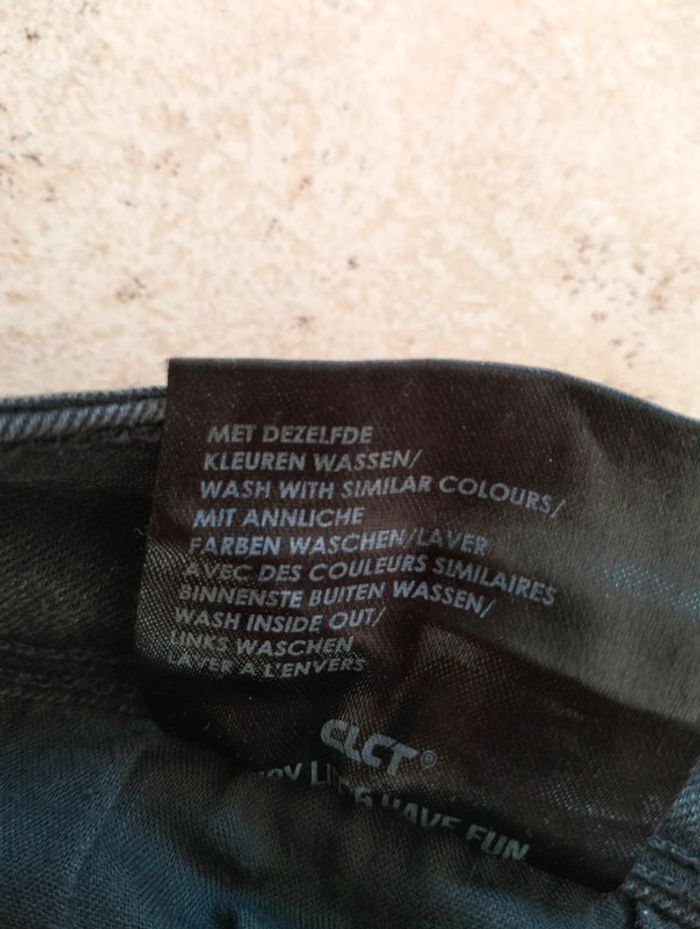 MET DEZELFDE
KLEUREN WASSEN/
WASH WITH SIMILAR COLOURS/
MIT ANNLICHE
FARBEN WASCHEN/LAVER
AVEC DES COULEURS SIMILAIRES
BINNENSTE BUITEN WASSEN/
WASH INSIDE OUT/
LINKS WASCHEN
LAVER A L'ENVERS
CLCT®
HAVE FUN